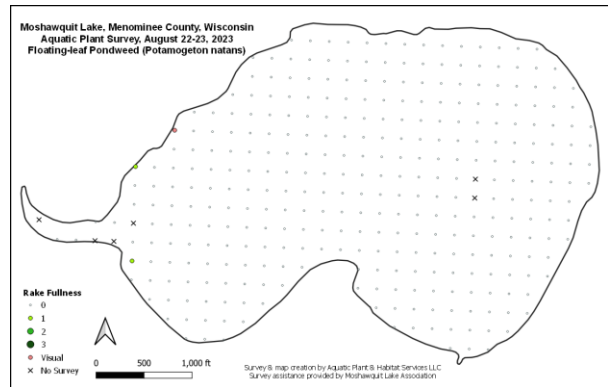 Moshawquit Lake, Menominee County, Wisconsin
Aquatic Plant Survey, August 22-23, 2023
Floating-leaf Pondweed (Potamogeton natans)
Rake Fullness
0
1
2
3
Visual
No Survey
0 500 1,000 ft
Survey & map creation by Aquatic Plant & Habitat Services LLC
Survey assistance provided by Moshawquit Lake Association